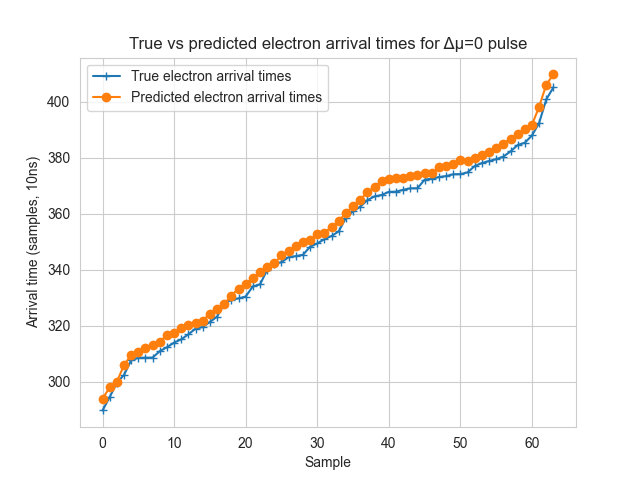 True vs predicted electron arrival times for Δμ=0 pulse
True electron arrival times
Predicted electron arrival times
Arrival time (samples, 10ns)
400
380
360
340
320
300
0 10 20 30 40 50 60
Sample